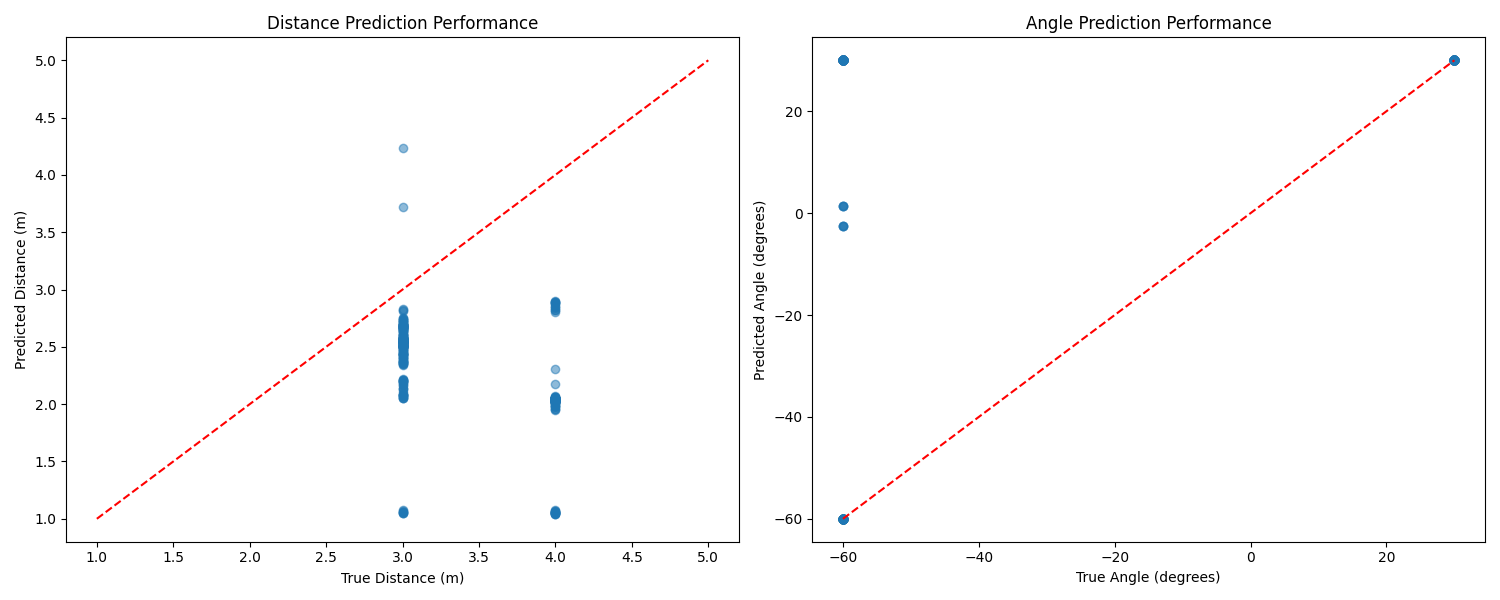 Distance Prediction Performance
5.0
4.5
4.0
3.5
3.0
2.5
2.0
1.5
1.0
Predicted Distance (m)
1.0 1.5 2.0 2.5 3.0 3.5 4.0 4.5 5.0
True Distance (m)
Angle Prediction Performance
20
0
−20
−40
−60
Predicted Angle (degrees)
−60 −40 −20 0 20
True Angle (degrees)